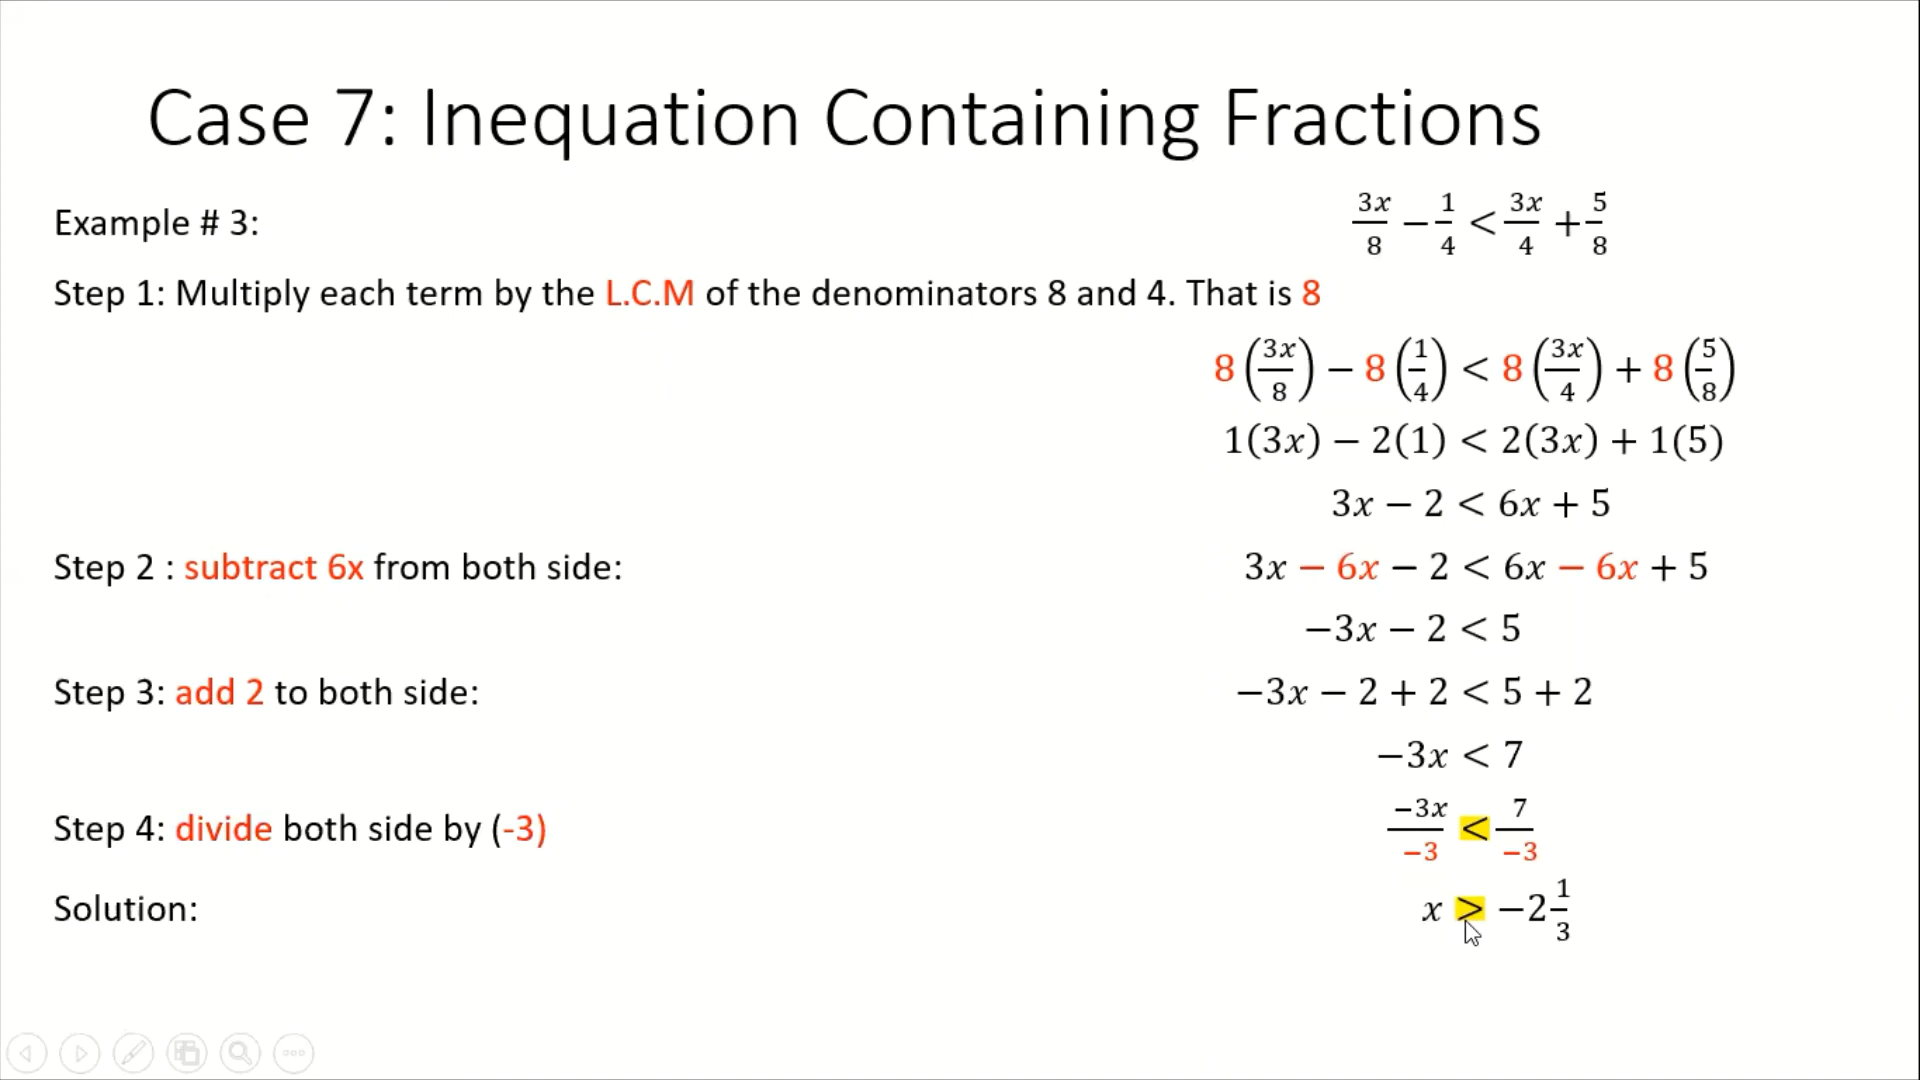 Case 7: Inequation Containing Fractions
Example # 3: 3x/8 − 1/4 < 3x/4 + 5/8
Step 1: Multiply each term by the L.C.M of the denominators 8 and 4. That is 8
8(3x/8) − 8(1/4) < 8(3x/4) + 8(5/8)
1(3x) − 2(1) < 2(3x) + 1(5)
3x − 2 < 6x + 5
Step 2 : subtract 6x from both side: 3x − 6x − 2 < 6x − 6x + 5
−3x − 2 < 5
Step 3: add 2 to both side: −3x − 2 + 2 < 5 + 2
−3x < 7
Step 4: divide both side by (-3) −3x/−3 < 7/−3
Solution: x > −2 1/3